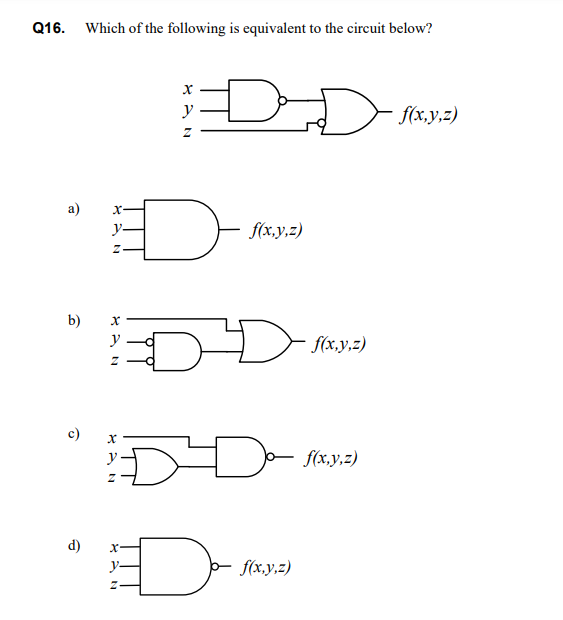 Q16. Which of the following is equivalent to the circuit below?
x
y
f(x,y,z)
z
a) x
y
f(x,y,z)
z
b) x
y
f(x,y,z)
z
c) x
y
f(x,y,z)
z
d) x
y
f(x,y,z)
z